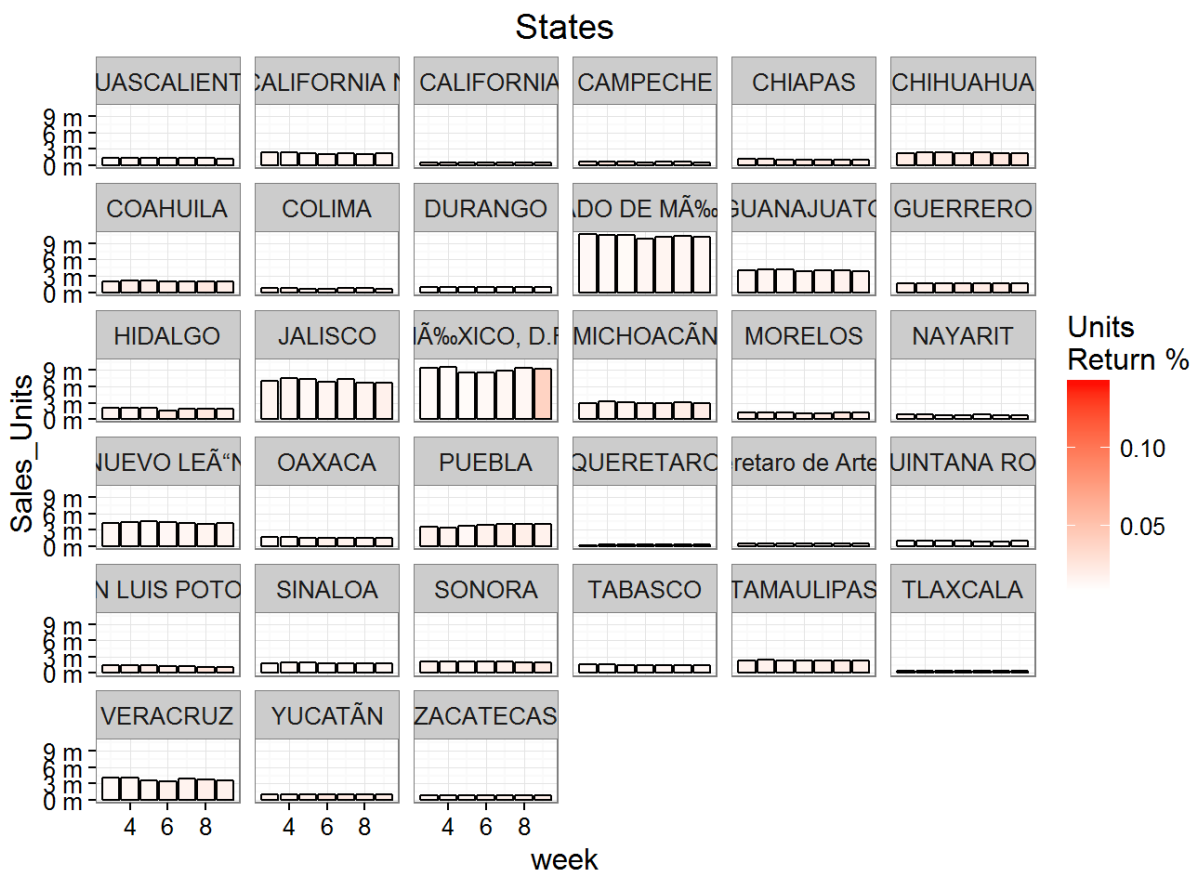 States
UASCALIENT CALIFORNIA N CALIFORNIA CAMPECHE CHIAPAS CHIHUAHUA
9 m
6 m
3 m
0 m
COAHUILA COLIMA DURANGO ADO DE MÃ‰ GUANAJUATO GUERRERO
9 m
6 m
3 m
0 m
HIDALGO JALISCO MÃ‰XICO, D.F MICHOACÃN MORELOS NAYARIT
9 m
6 m
3 m
0 m
NUEVO LEÃ“N OAXACA PUEBLA QUERETARO eretaro de Arte UINTANA RO
9 m
6 m
3 m
0 m
N LUIS POTO SINALOA SONORA TABASCO TAMAULIPAS TLAXCALA
9 m
6 m
3 m
0 m
VERACRUZ YUCATÃN ZACATECAS
9 m
6 m
3 m
0 m
4 6 8 4 6 8 4 6 8
week
Sales_Units
Units
Return %
0.10
0.05